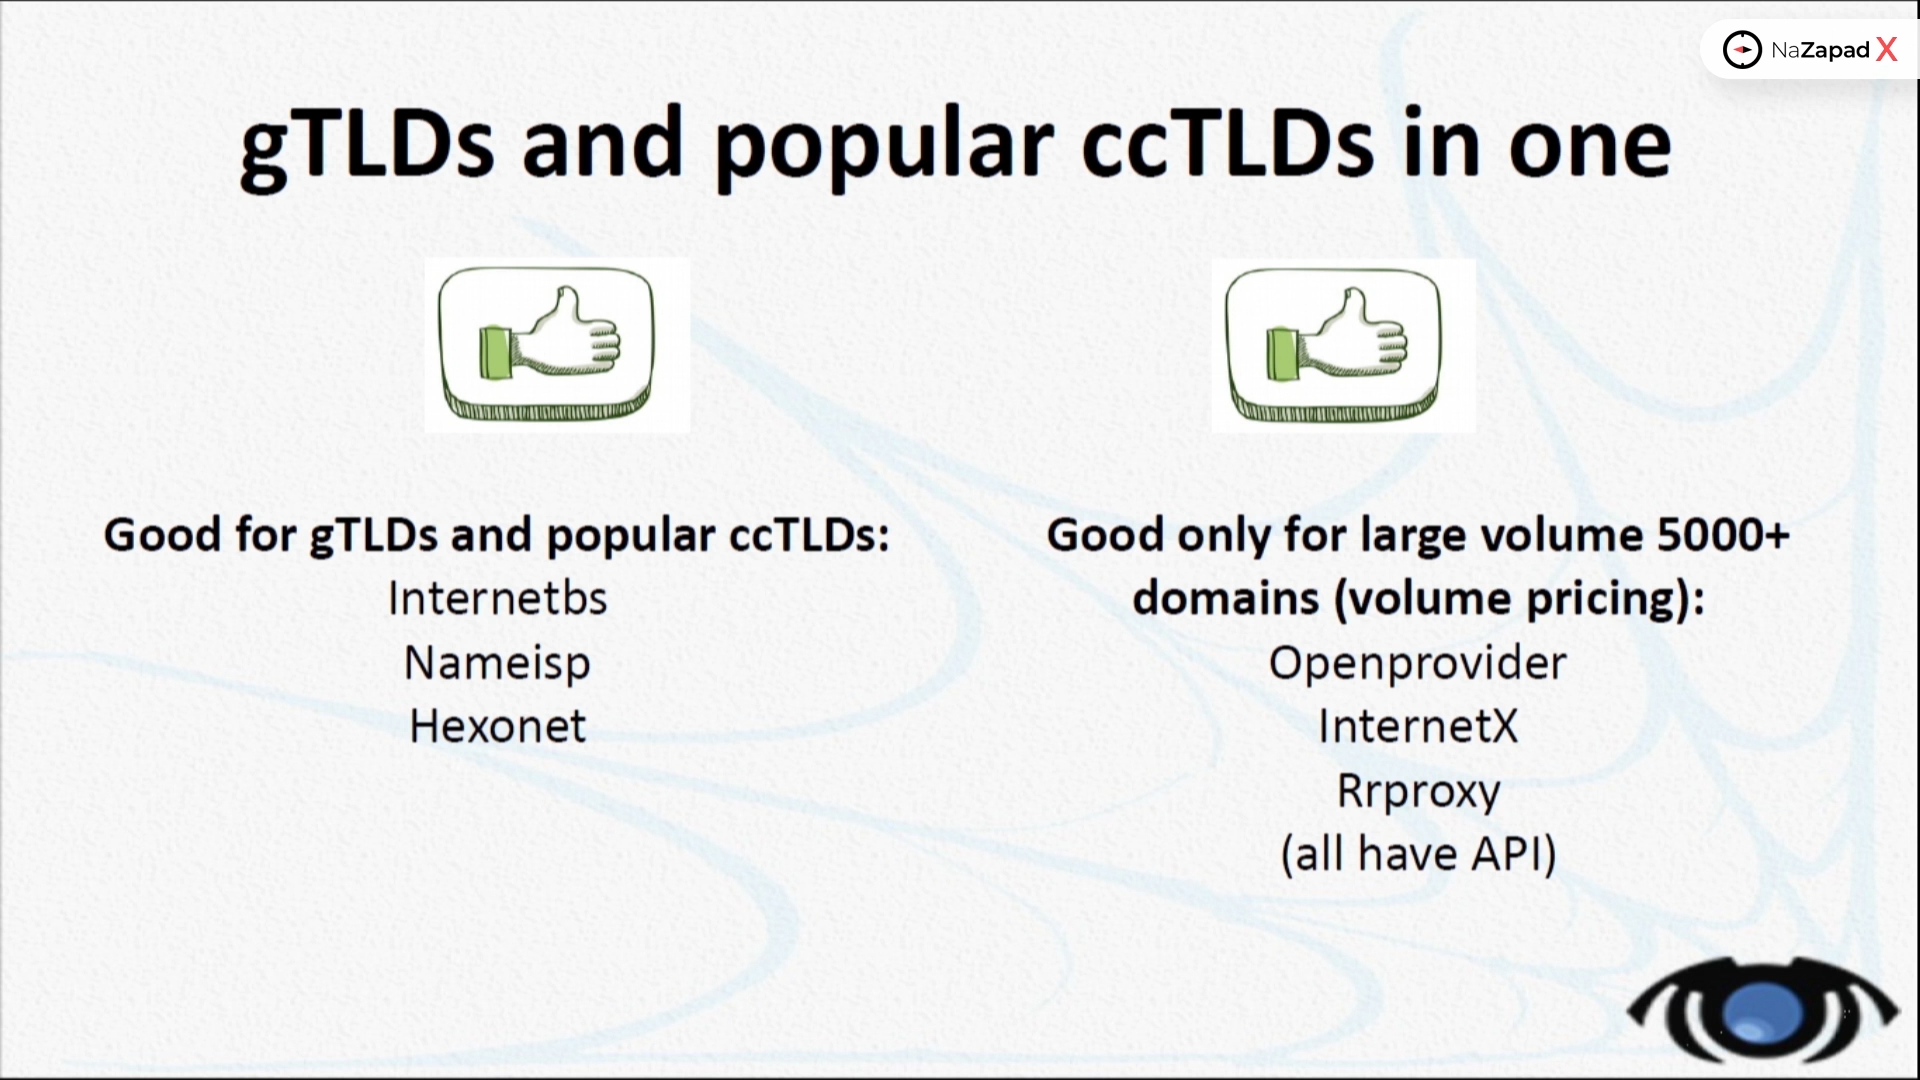 NaZapad X
gTLDs and popular ccTLDs in one
Good for gTLDs and popular ccTLDs:
Internetbs
Nameisp
Hexonet
Good only for large volume 5000+
domains (volume pricing):
Openprovider
InternetX
Rrproxy
(all have API)